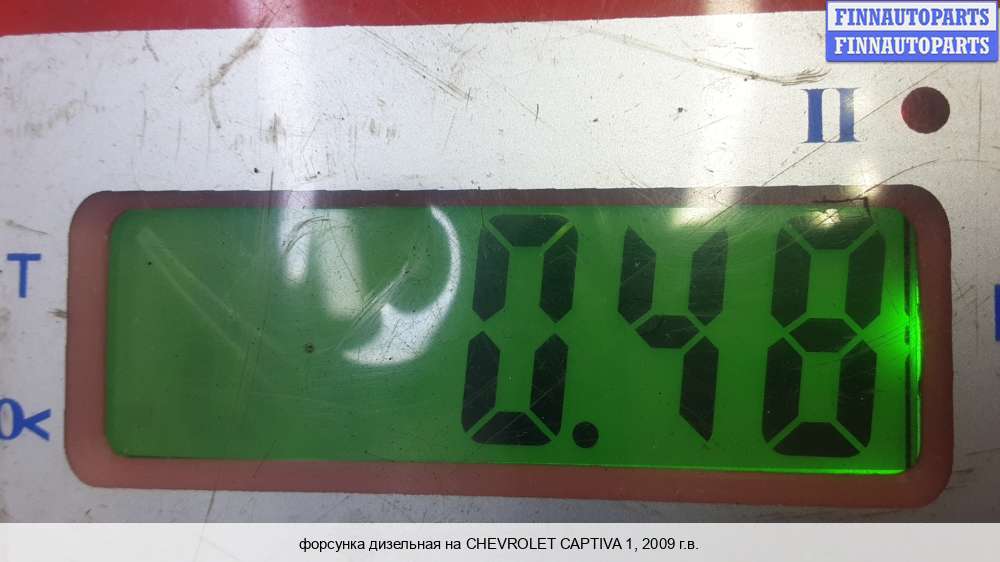 FINNAUTOPARTS
FINNAUTOPARTS
II
T
0.48
форсунка дизельная на CHEVROLET CAPTIVA 1, 2009 г.в.